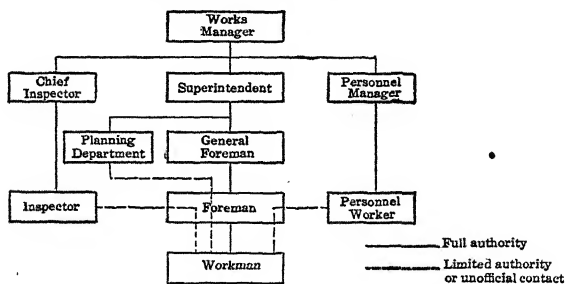 Works
Manager
Chief
Inspector
Superintendent
Personnel
Manager
Planning
Department
General
Foreman
Inspector
Foreman
Personnel
Worker
Workman
Full authority
Limited authority
or unofficial contact